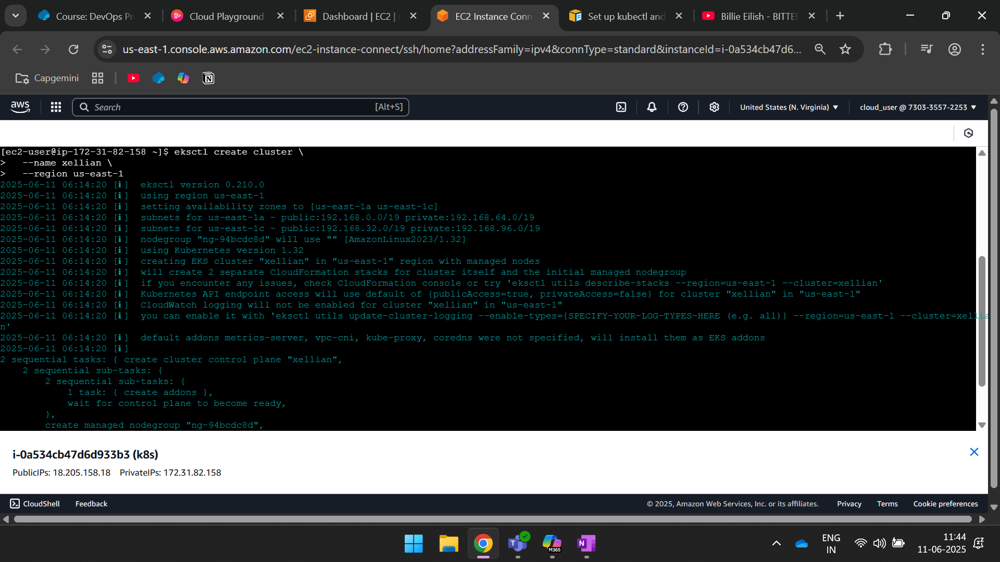 Course: DevOps Pr
Cloud Playground
Dashboard | EC2 |
EC2 Instance Conn
Set up kubectl and
Billie Eilish - BITTER
us-east-1.console.aws.amazon.com/ec2-instance-connect/ssh/home?addressFamily=ipv4&connType=standard&instanceId=i-0a534cb47d6...
Capgemini
aws
Search
[Alt+S]
United States (N. Virginia)
cloud_user @ 7303-3557-2253
[ec2-user@ip-172-31-82-158 ~]$ eksctl create cluster \
>   --name xellian \
>   --region us-east-1
2025-06-11 06:14:20 [ℹ]  eksctl version 0.210.0
2025-06-11 06:14:20 [ℹ]  using region us-east-1
2025-06-11 06:14:20 [ℹ]  setting availability zones to [us-east-1a us-east-1c]
2025-06-11 06:14:20 [ℹ]  subnets for us-east-1a - public:192.168.0.0/19 private:192.168.64.0/19
2025-06-11 06:14:20 [ℹ]  subnets for us-east-1c - public:192.168.32.0/19 private:192.168.96.0/19
2025-06-11 06:14:20 [ℹ]  nodegroup "ng-94bcdc8d" will use "" [AmazonLinux2023/1.32]
2025-06-11 06:14:20 [ℹ]  using Kubernetes version 1.32
2025-06-11 06:14:20 [ℹ]  creating EKS cluster "xellian" in "us-east-1" region with managed nodes
2025-06-11 06:14:20 [ℹ]  will create 2 separate CloudFormation stacks for cluster itself and the initial managed nodegroup
2025-06-11 06:14:20 [ℹ]  if you encounter any issues, check CloudFormation console or try 'eksctl utils describe-stacks --region=us-east-1 --cluster=xellian'
2025-06-11 06:14:20 [ℹ]  Kubernetes API endpoint access will use default of {publicAccess=true, privateAccess=false} for cluster "xellian" in "us-east-1"
2025-06-11 06:14:20 [ℹ]  CloudWatch logging will not be enabled for cluster "xellian" in "us-east-1"
2025-06-11 06:14:20 [ℹ]  you can enable it with 'eksctl utils update-cluster-logging --enable-types={SPECIFY-YOUR-LOG-TYPES-HERE (e.g. all)} --region=us-east-1 --cluster=xellia
n'
2025-06-11 06:14:20 [ℹ]  default addons metrics-server, vpc-cni, kube-proxy, coredns were not specified, will install them as EKS addons
2025-06-11 06:14:20 [ℹ]
2 sequential tasks: { create cluster control plane "xellian",
    2 sequential sub-tasks: {
        2 sequential sub-tasks: {
            1 task: { create addons },
            wait for control plane to become ready,
        },
        create managed nodegroup "ng-94bcdc8d",
i-0a534cb47d6d933b3 (k8s)
PublicIPs: 18.205.158.18   PrivateIPs: 172.31.82.158
CloudShell
Feedback
© 2025, Amazon Web Services, Inc. or its affiliates.
Privacy
Terms
Cookie preferences
M365
ENG
IN
11:44
11-06-2025